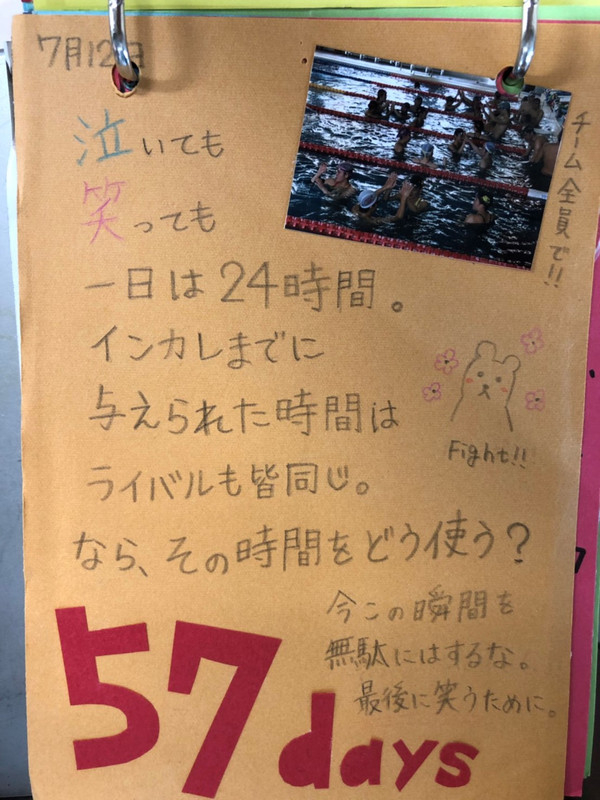 7月12日
泣いても
笑っても
一日は24時間。
インカレまでに
与えられた時間は
ライバルも皆同じ。
なら、その時間をどう使う?
チーム全員で!!
Fight!!
今この瞬間を
無駄にはするな。
最後に笑うために。
57days